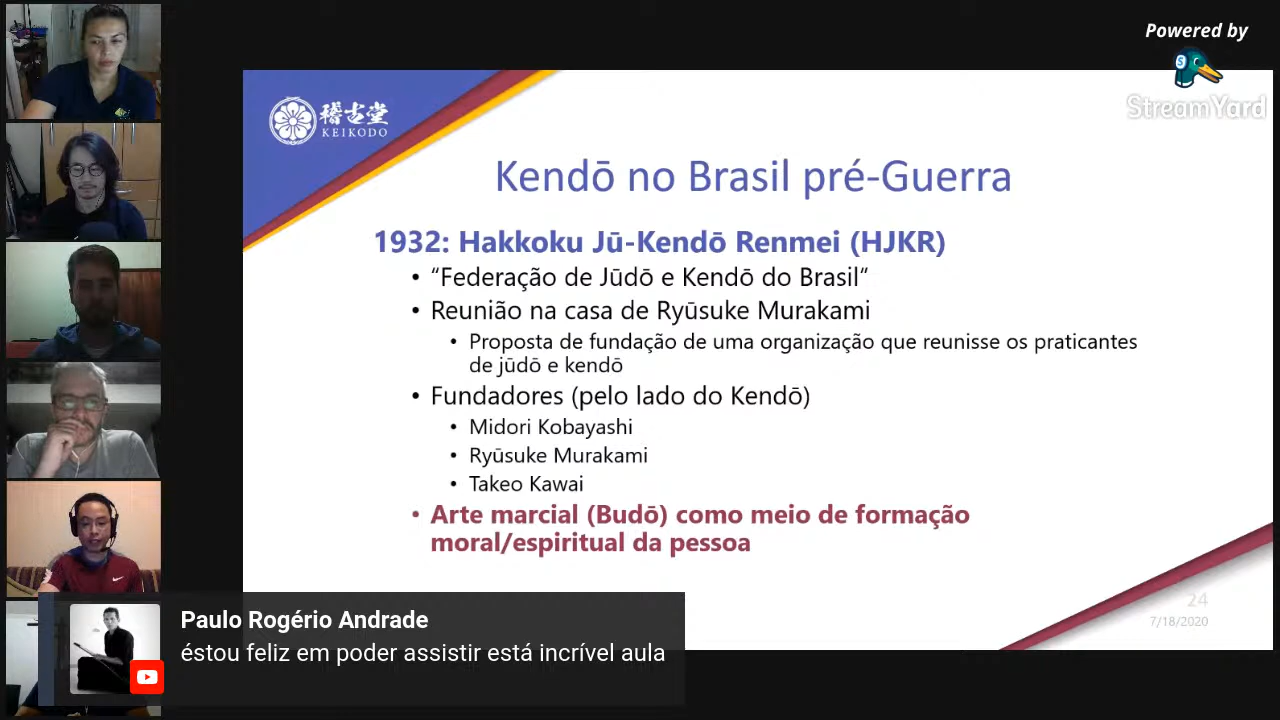 Powered by
StreamYard
稽古堂
KEIKODO
Kendō no Brasil pré-Guerra
1932: Hakkoku Jū-Kendō Renmei (HJKR)
• “Federação de Jūdō e Kendō do Brasil“
• Reunião na casa de Ryūsuke Murakami
• Proposta de fundação de uma organização que reunisse os praticantes
de jūdō e kendō
• Fundadores (pelo lado do Kendō)
• Midori Kobayashi
• Ryūsuke Murakami
• Takeo Kawai
• Arte marcial (Budō) como meio de formação
moral/espiritual da pessoa
24
7/18/2020
Paulo Rogério Andrade
éstou feliz em poder assistir está incrível aula